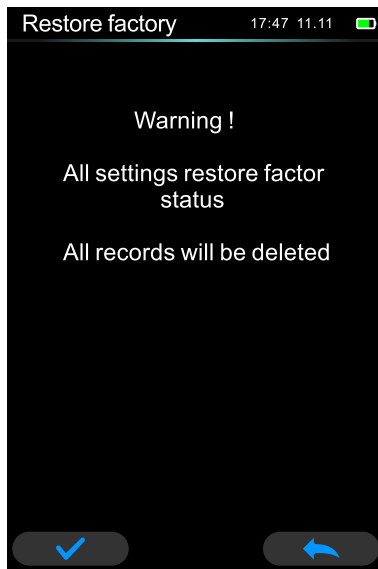 Restore factory 17:47 11.11
Warning !
All settings restore factor
status
All records will be deleted